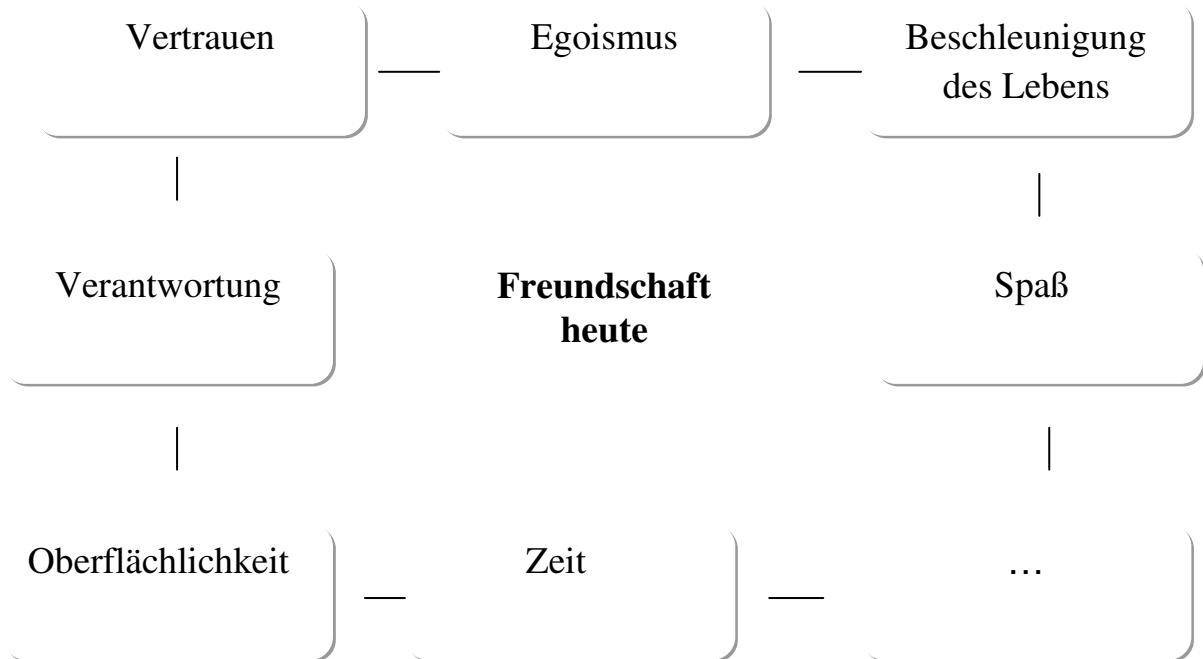 Vertrauen
Egoismus
Beschleunigung
des Lebens
Verantwortung
Freundschaft
heute
Spaß
Oberflächlichkeit
Zeit
…